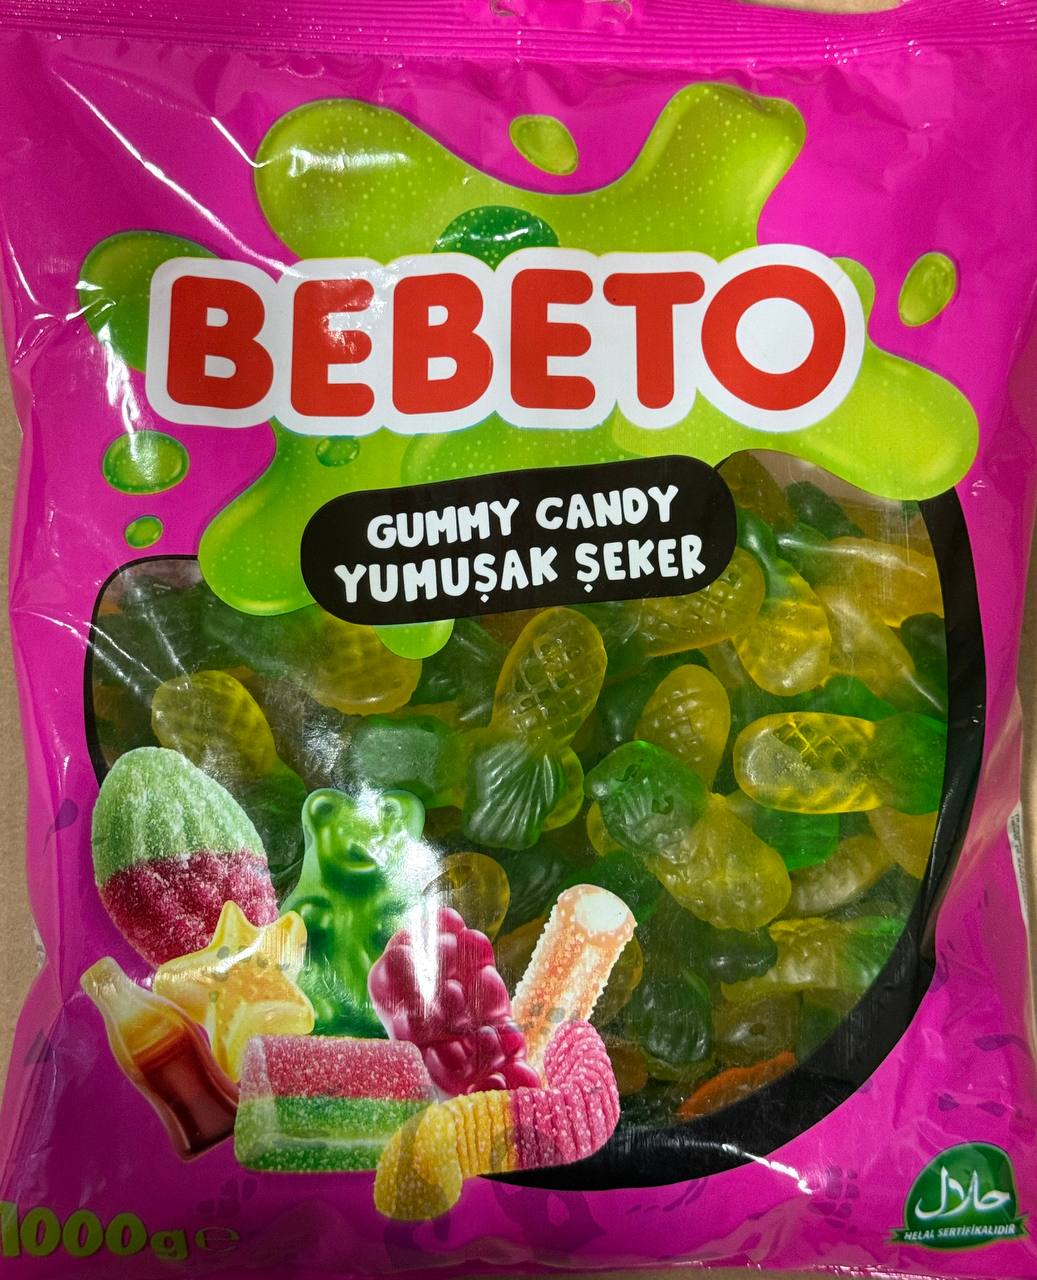 BEBETO
GUMMY CANDY
YUMUŞAK ŞEKER
1000g e
حلال
HELAL SERTİFİKALIDIR